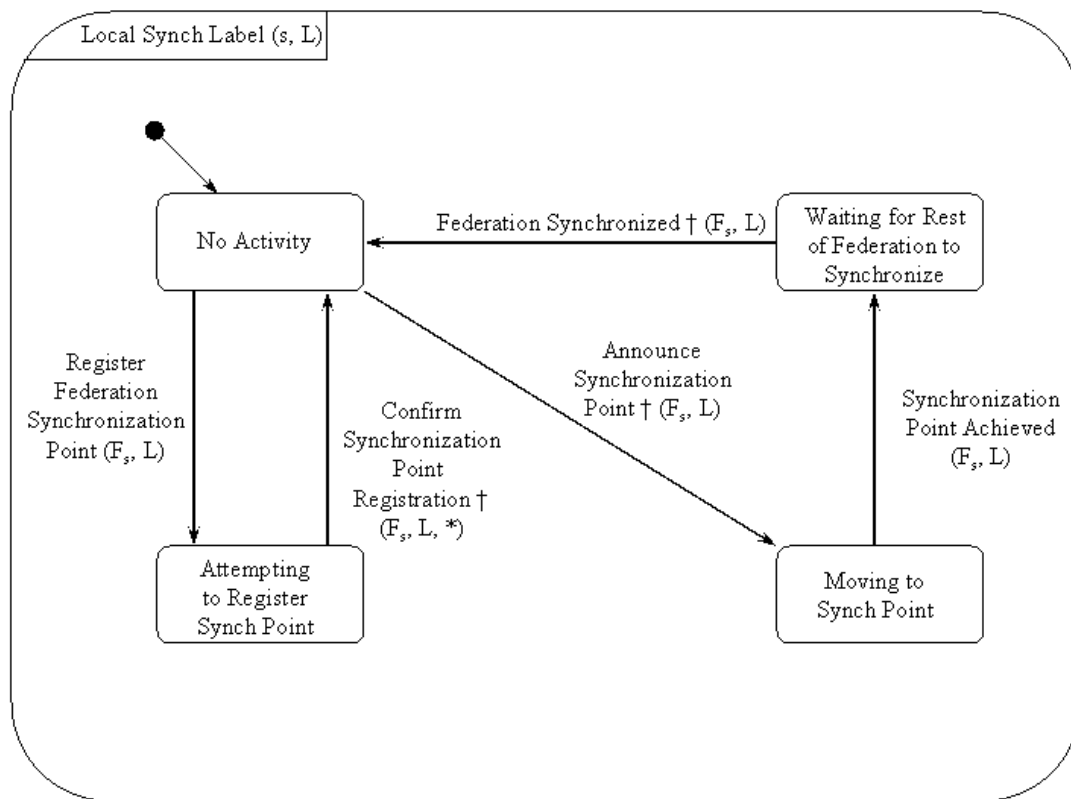 Local Synch Label (s, L)
No Activity
Federation Synchronized † (Fₛ, L)
Waiting for Rest
of Federation to
Synchronize
Register
Federation
Synchronization
Point (Fₛ, L)
Confirm
Synchronization
Point
Registration †
(Fₛ, L, *)
Announce
Synchronization
Point † (Fₛ, L)
Synchronization
Point Achieved
(Fₛ, L)
Attempting
to Register
Synch Point
Moving to
Synch Point